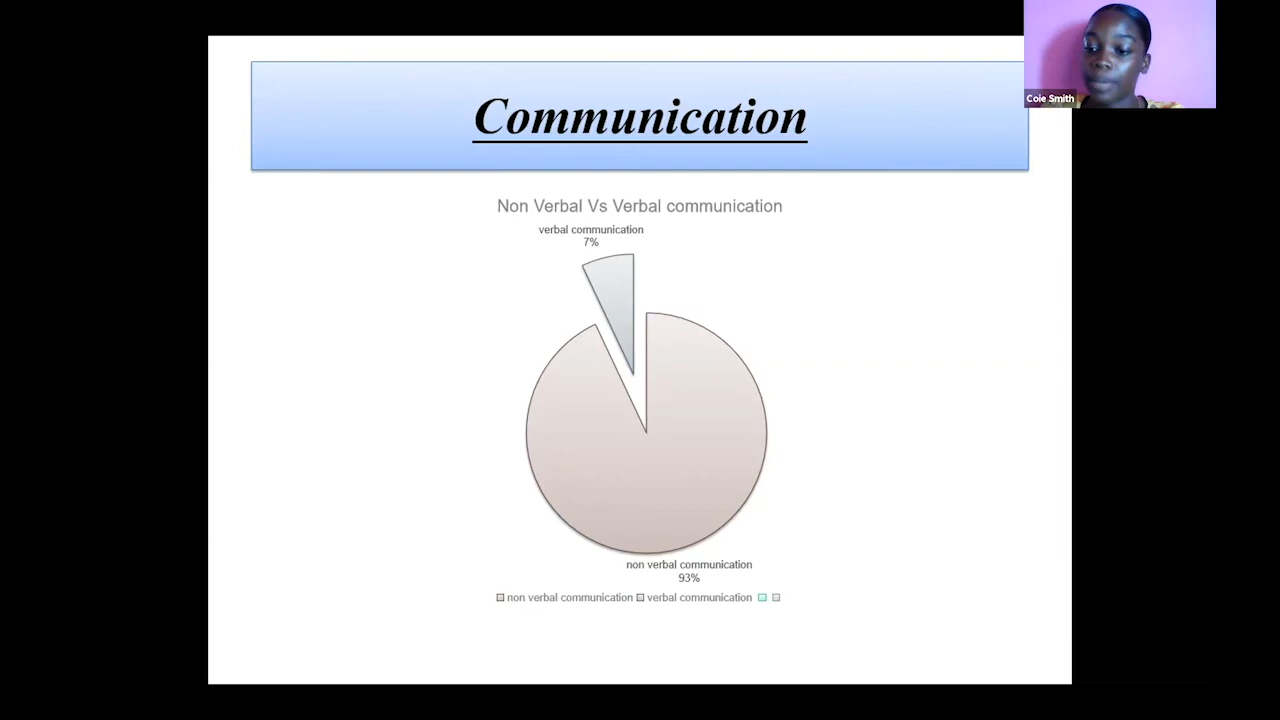 Communication
Coie Smith
Non Verbal Vs Verbal communication
verbal communication
7%
non verbal communication
93%
non verbal communication verbal communication